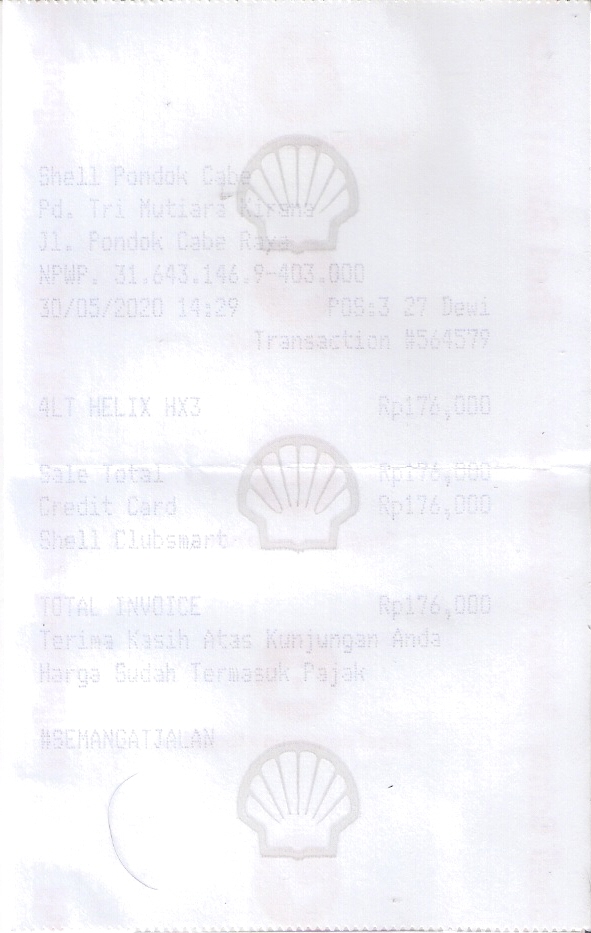 Shell Pondok Cabe
Pd. Tri Mutiara Kirana
Jl. Pondok Cabe Raya
NPWP. 31.643.146.9-403.000
30/05/2020 14:29 POS:3 27 Dewi
Transaction #564579
4LT HELIX HX3 Rp176,000
Sale Total Rp176,000
Credit Card Rp176,000
Shell Clubsmart
TOTAL INVOICE Rp176,000
Terima Kasih Atas Kunjungan Anda
Harga Sudah Termasuk Pajak
#SEMANGATJALAN